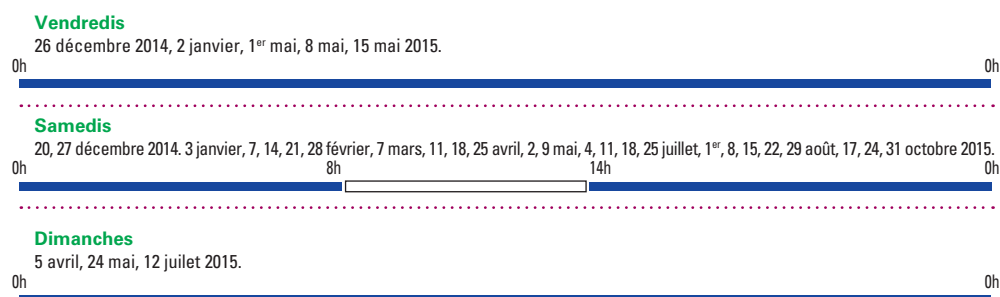 Vendredis
26 décembre 2014, 2 janvier, 1er mai, 8 mai, 15 mai 2015.
0h 0h
Samedis
20, 27 décembre 2014. 3 janvier, 7, 14, 21, 28 février, 7 mars, 11, 18, 25 avril, 2, 9 mai, 4, 11, 18, 25 juillet, 1er, 8, 15, 22, 29 août, 17, 24, 31 octobre 2015.
0h 8h 14h 0h
Dimanches
5 avril, 24 mai, 12 juilet 2015.
0h 0h